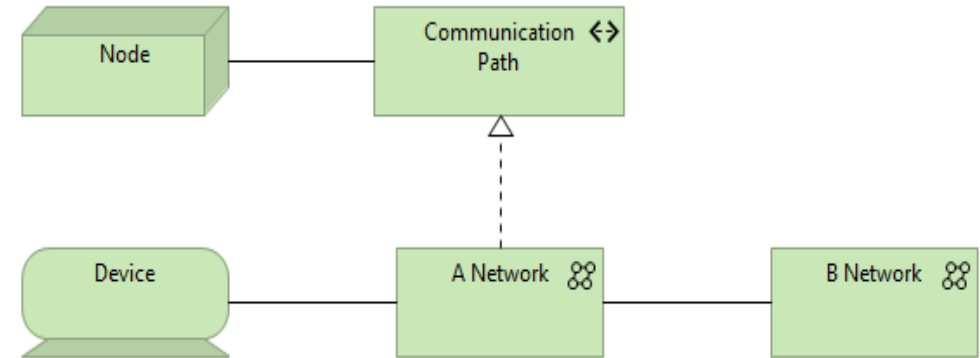 Node
Communication
Path
Device
A Network
B Network